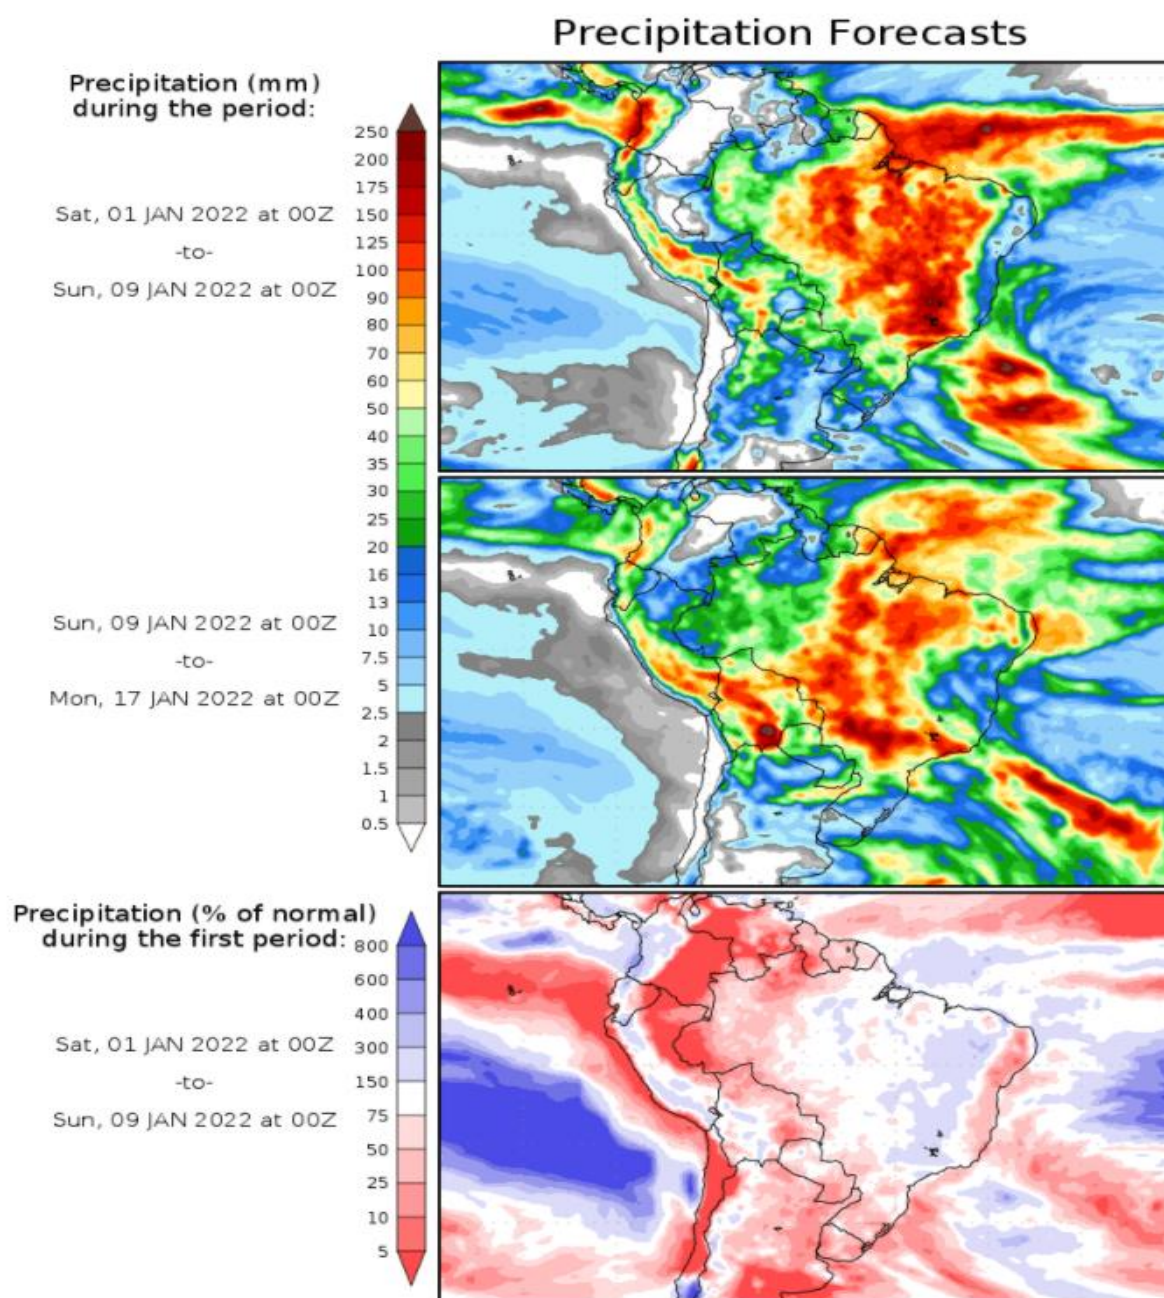 Precipitation Forecasts
Precipitation (mm)
during the period:
250
200
175
150
125
100
90
80
70
60
50
40
35
30
25
20
16
13
10
7.5
5
2.5
2
1.5
1
0.5
Sat, 01 JAN 2022 at 00Z
-to-
Sun, 09 JAN 2022 at 00Z
Sun, 09 JAN 2022 at 00Z
-to-
Mon, 17 JAN 2022 at 00Z
Precipitation (% of normal)
during the first period:
800
600
400
300
150
75
50
25
10
5
Sat, 01 JAN 2022 at 00Z
-to-
Sun, 09 JAN 2022 at 00Z